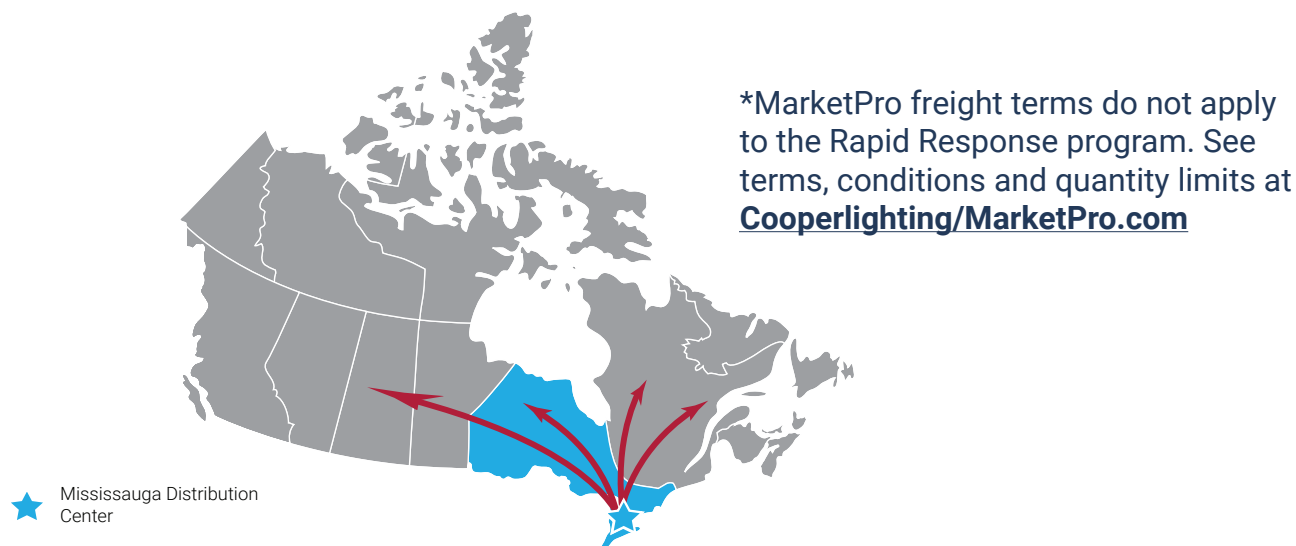 *MarketPro freight terms do not apply
to the Rapid Response program. See
terms, conditions and quantity limits at
Cooperlighting/MarketPro.com
Mississauga Distribution
Center